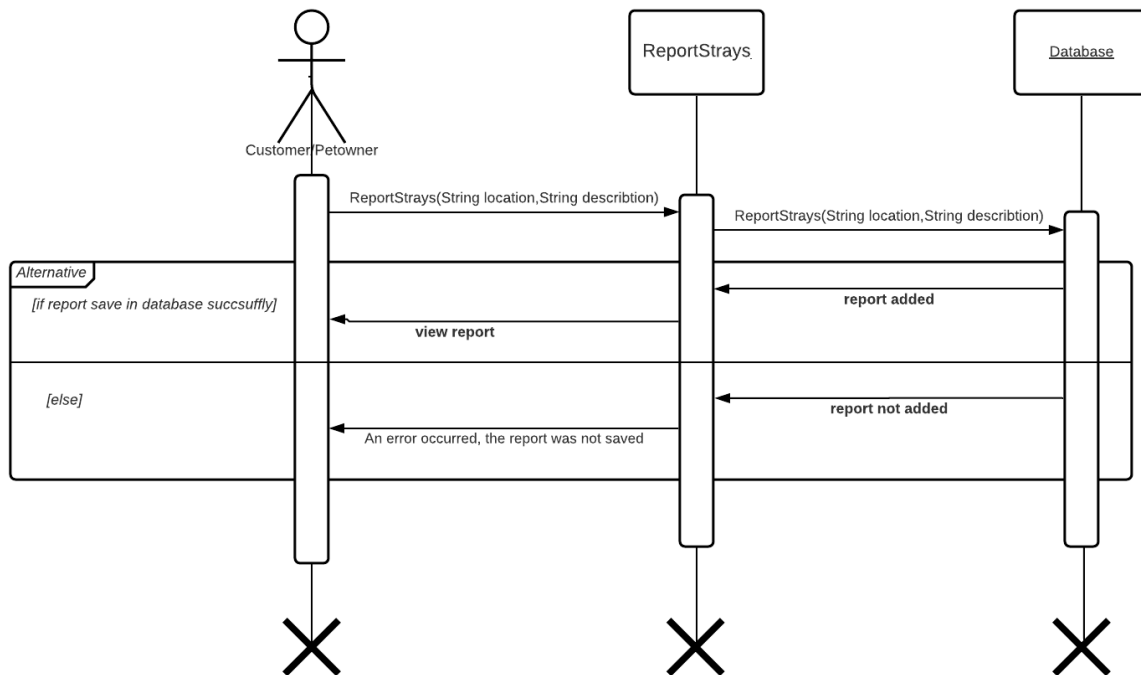 ReportStrays
Database
Customer/Petowner
ReportStrays(String location,String describtion)
ReportStrays(String location,String describtion)
Alternative
[if report save in database succsuffly]
report added
view report
[else]
report not added
An error occurred, the report was not saved